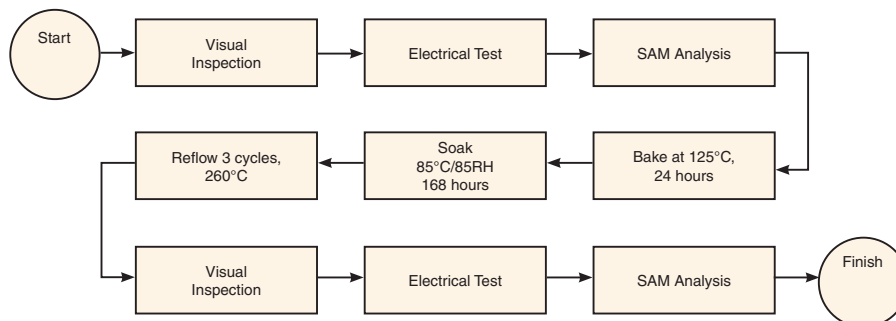 Start
Visual
Inspection
Electrical Test
SAM Analysis
Bake at 125°C,
24 hours
Soak
85°C/85RH
168 hours
Reflow 3 cycles,
260°C
Visual
Inspection
Electrical Test
SAM Analysis
Finish